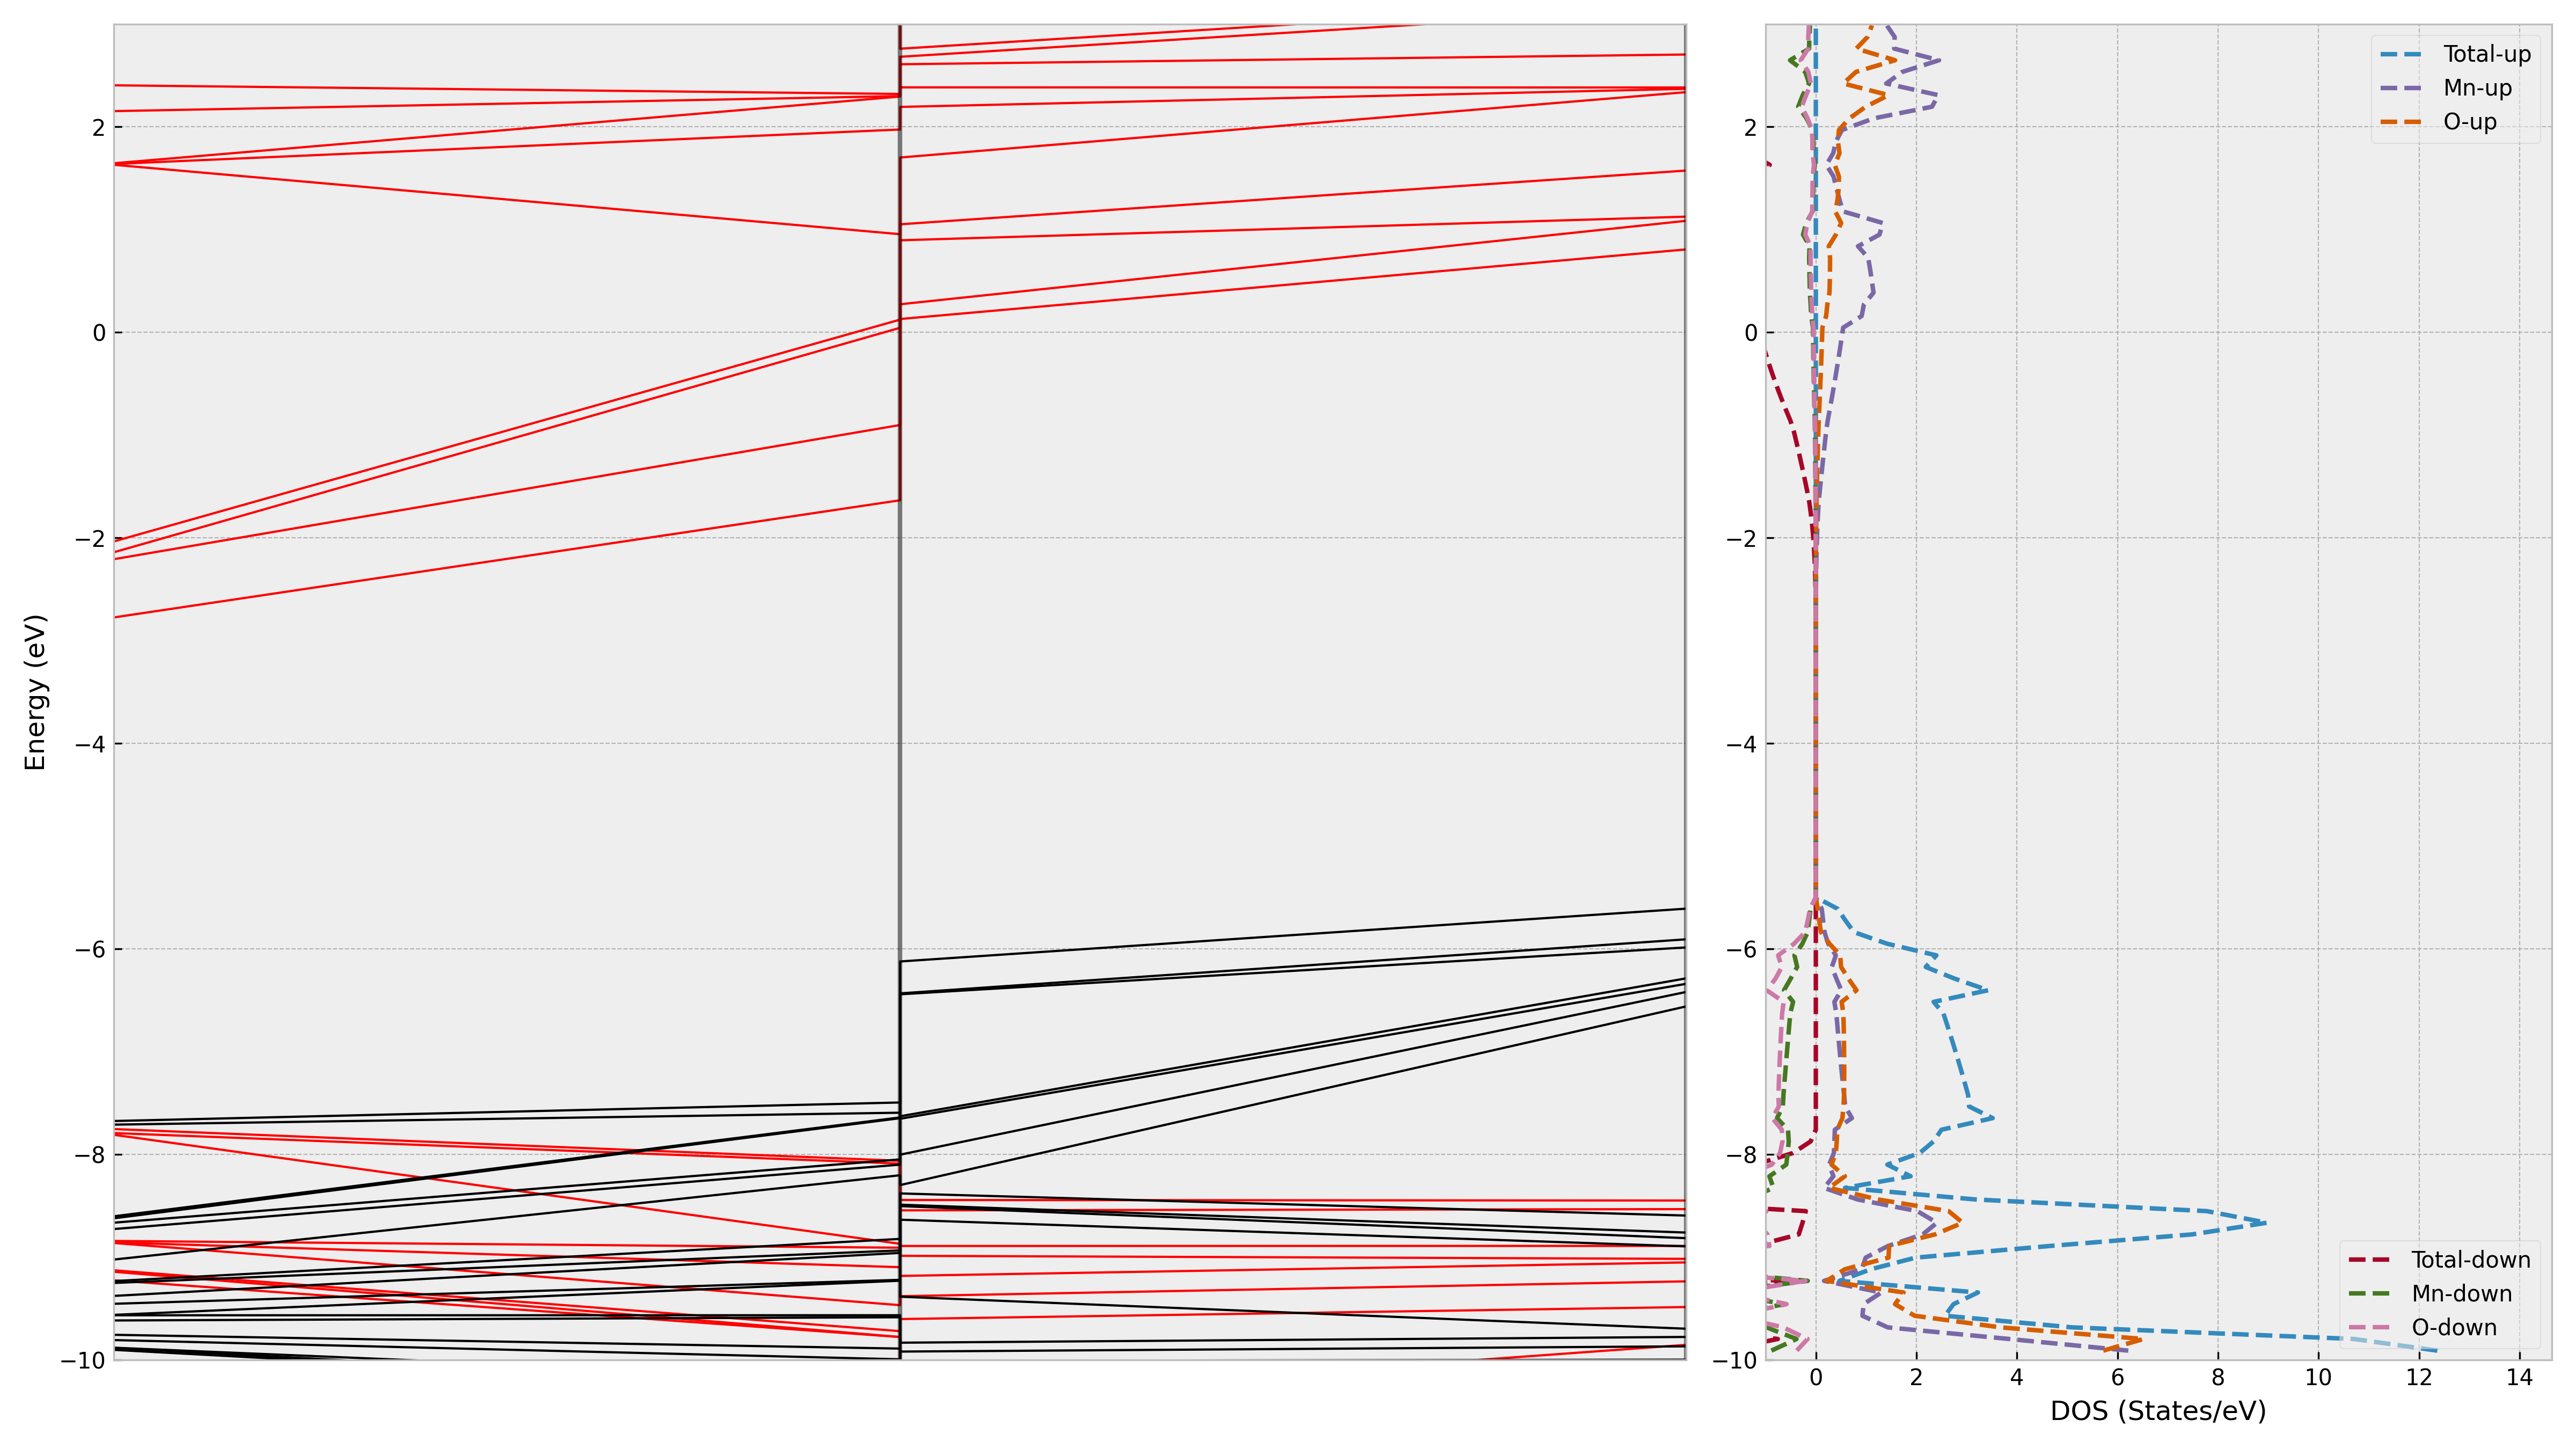 Energy (eV)
2
0
−2
−4
−6
−8
−10
2
0
−2
−4
−6
−8
−10
Total-up
Mn-up
O-up
Total-down
Mn-down
O-down
0 2 4 6 8 10 12 14
DOS (States/eV)